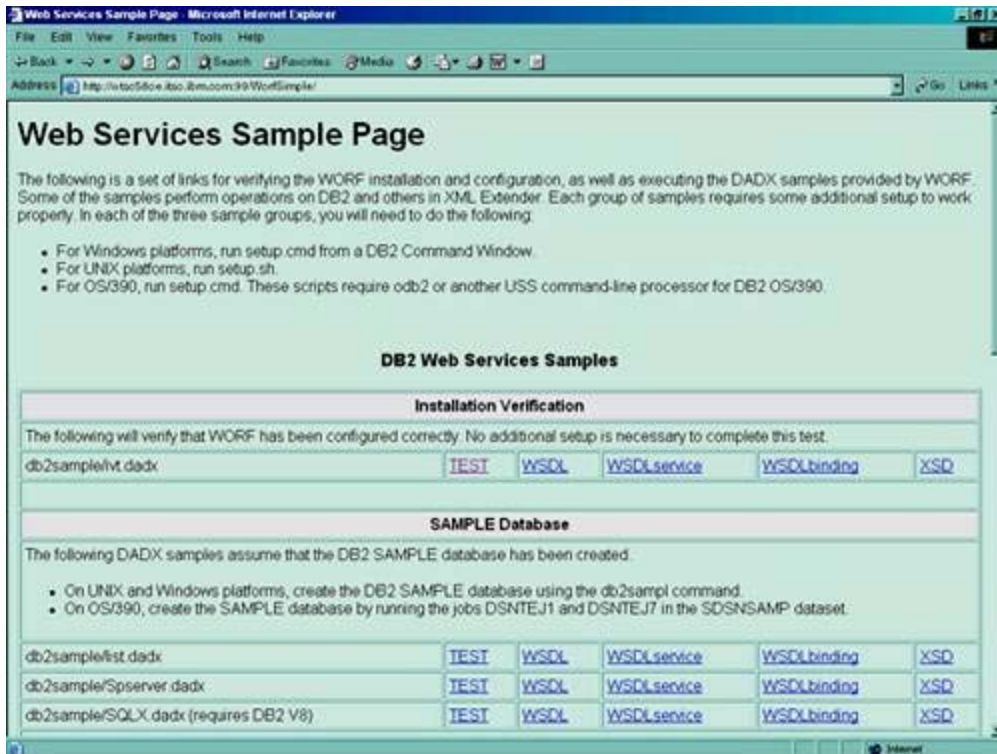 Web Services Sample Page - Microsoft Internet Explorer
File Edit View Favorites Tools Help
Back Search Favorites Media
Address http://wtsc58oe.itso.ibm.com:99/WorfSimple/ Go Links
Web Services Sample Page
The following is a set of links for verifying the WORF installation and configuration, as well as executing the DADX samples provided by WORF.
Some of the samples perform operations on DB2 and others in XML Extender. Each group of samples requires some additional setup to work
properly. In each of the three sample groups, you will need to do the following:
• For Windows platforms, run setup.cmd from a DB2 Command Window.
• For UNIX platforms, run setup.sh.
• For OS/390, run setup.cmd. These scripts require odb2 or another USS command-line processor for DB2 OS/390.
DB2 Web Services Samples
Installation Verification
The following will verify that WORF has been configured correctly. No additional setup is necessary to complete this test.
db2sample/ivt.dadx TEST WSDL WSDLservice WSDLbinding XSD
SAMPLE Database
The following DADX samples assume that the DB2 SAMPLE database has been created.
• On UNIX and Windows platforms, create the DB2 SAMPLE database using the db2sampl command.
• On OS/390, create the SAMPLE database by running the jobs DSNTEJ1 and DSNTEJ7 in the SDSNSAMP dataset.
db2sample/list.dadx TEST WSDL WSDLservice WSDLbinding XSD
db2sample/Spserver.dadx TEST WSDL WSDLservice WSDLbinding XSD
db2sample/SQLX.dadx (requires DB2 V8) TEST WSDL WSDLservice WSDLbinding XSD
Internet